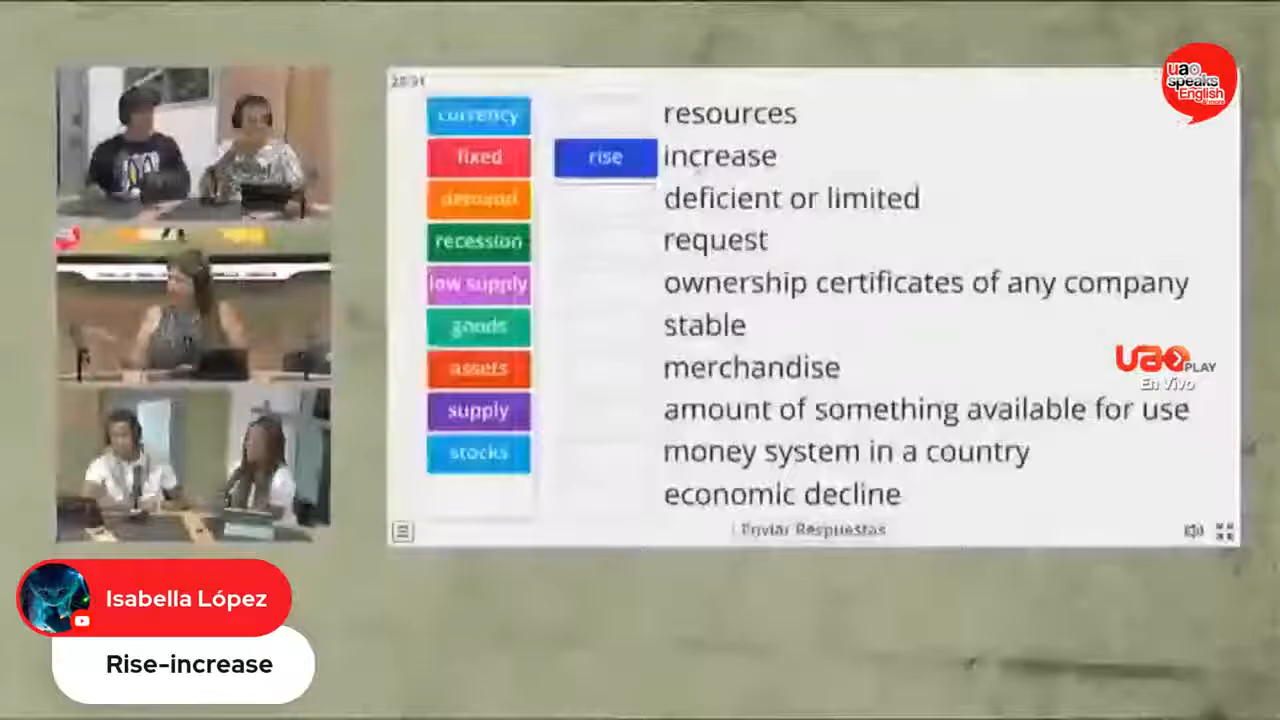 currency
resources
fixed
rise
increase
demand
deficient or limited
recession
request
low supply
ownership certificates of any company
goods
stable
assets
merchandise
supply
amount of something available for use
stocks
money system in a country
economic decline
Enviar Respuestas
uao
speaks
English
UAO PLAY
En Vivo
Isabella López
Rise-increase